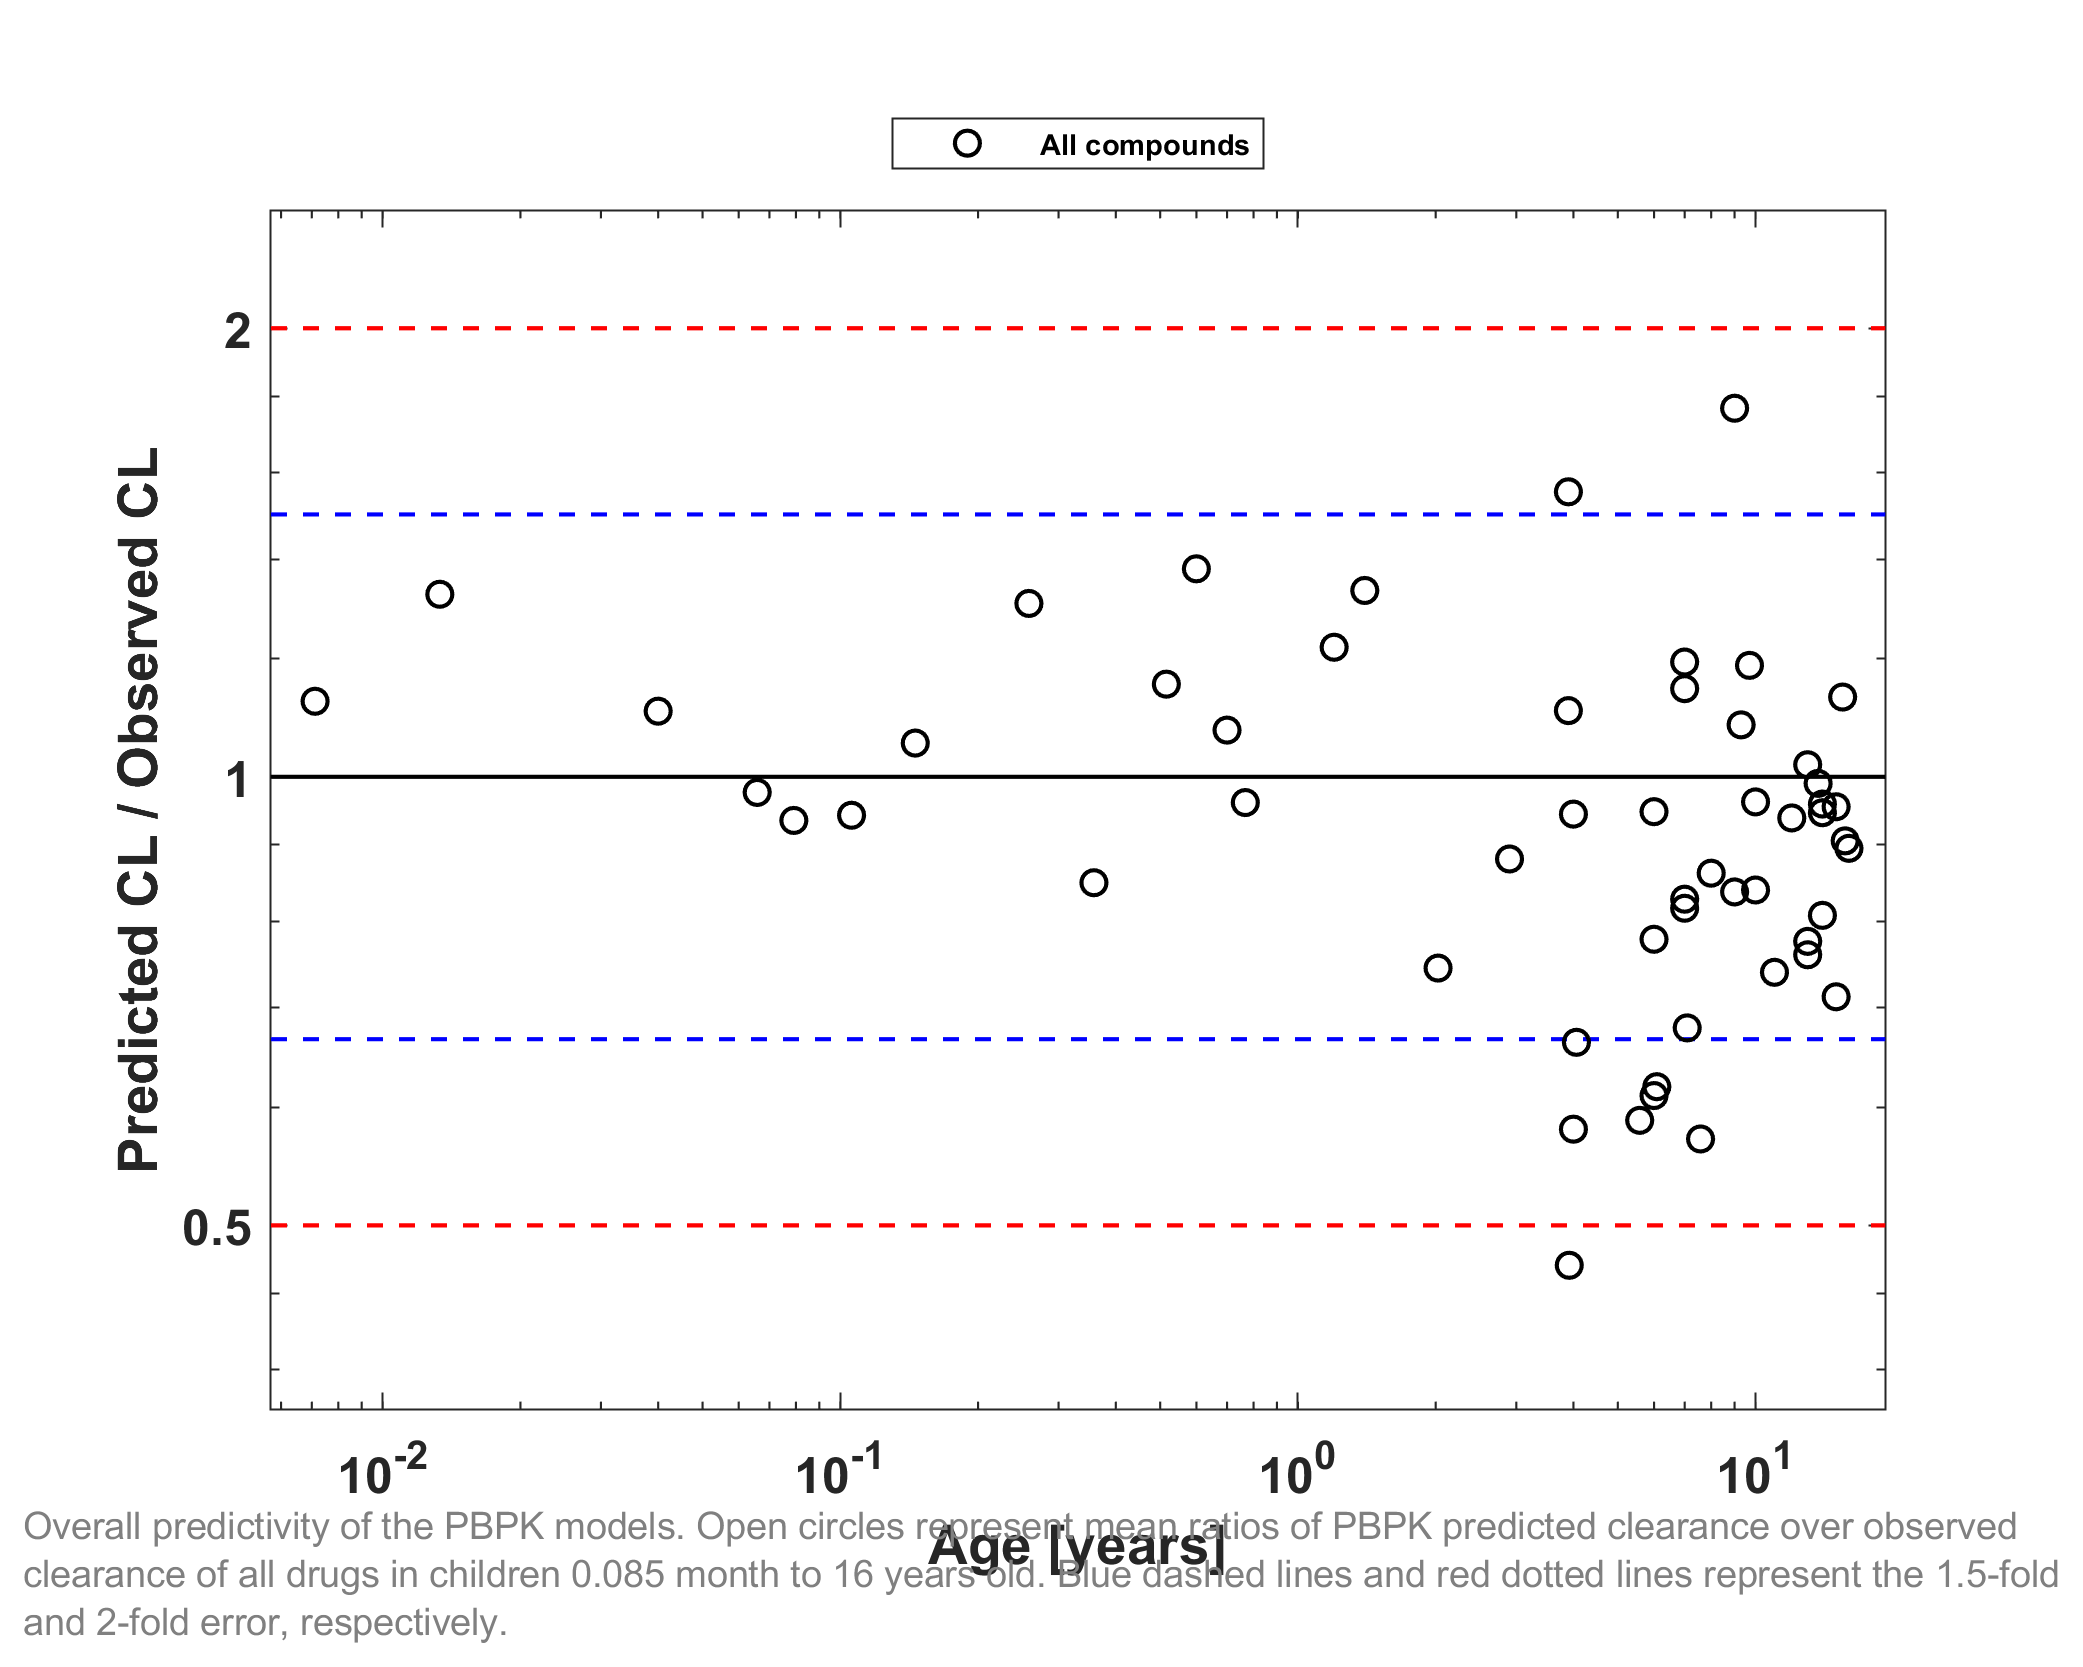 All compounds
Predicted CL / Observed CL
2
1
0.5
10-2
10-1
100
101
Age [years]
Overall predictivity of the PBPK models. Open circles represent mean ratios of PBPK predicted clearance over observed
clearance of all drugs in children 0.085 month to 16 years old. Blue dashed lines and red dotted lines represent the 1.5-fold
and 2-fold error, respectively.